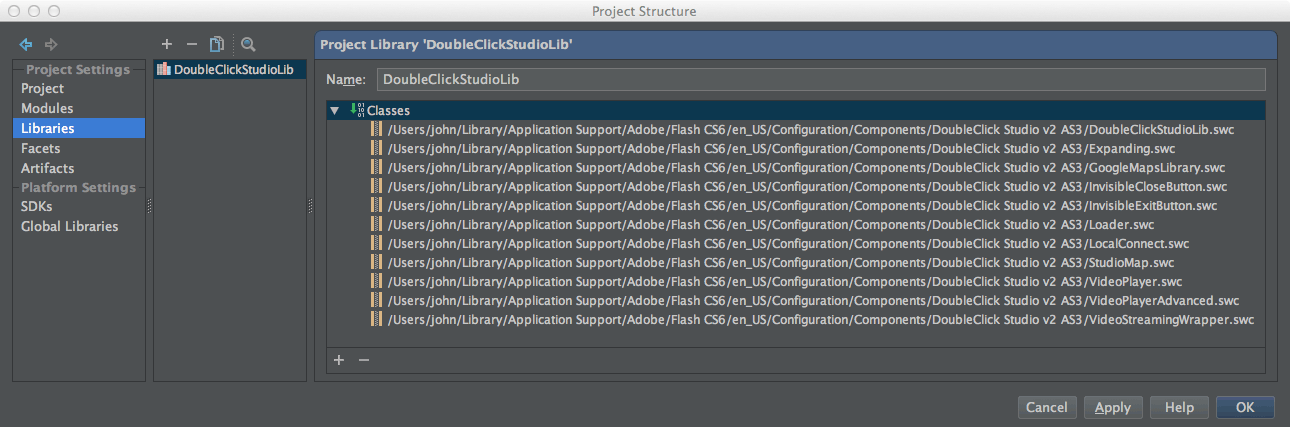 Project Structure
Project Settings
Project
Modules
Libraries
Facets
Artifacts
Platform Settings
SDKs
Global Libraries
DoubleClickStudioLib
Project Library 'DoubleClickStudioLib'
Name: DoubleClickStudioLib
Classes
/Users/john/Library/Application Support/Adobe/Flash CS6/en_US/Configuration/Components/DoubleClick Studio v2 AS3/DoubleClickStudioLib.swc
/Users/john/Library/Application Support/Adobe/Flash CS6/en_US/Configuration/Components/DoubleClick Studio v2 AS3/Expanding.swc
/Users/john/Library/Application Support/Adobe/Flash CS6/en_US/Configuration/Components/DoubleClick Studio v2 AS3/GoogleMapsLibrary.swc
/Users/john/Library/Application Support/Adobe/Flash CS6/en_US/Configuration/Components/DoubleClick Studio v2 AS3/InvisibleCloseButton.swc
/Users/john/Library/Application Support/Adobe/Flash CS6/en_US/Configuration/Components/DoubleClick Studio v2 AS3/InvisibleExitButton.swc
/Users/john/Library/Application Support/Adobe/Flash CS6/en_US/Configuration/Components/DoubleClick Studio v2 AS3/Loader.swc
/Users/john/Library/Application Support/Adobe/Flash CS6/en_US/Configuration/Components/DoubleClick Studio v2 AS3/LocalConnect.swc
/Users/john/Library/Application Support/Adobe/Flash CS6/en_US/Configuration/Components/DoubleClick Studio v2 AS3/StudioMap.swc
/Users/john/Library/Application Support/Adobe/Flash CS6/en_US/Configuration/Components/DoubleClick Studio v2 AS3/VideoPlayer.swc
/Users/john/Library/Application Support/Adobe/Flash CS6/en_US/Configuration/Components/DoubleClick Studio v2 AS3/VideoPlayerAdvanced.swc
/Users/john/Library/Application Support/Adobe/Flash CS6/en_US/Configuration/Components/DoubleClick Studio v2 AS3/VideoStreamingWrapper.swc
Cancel Apply Help OK